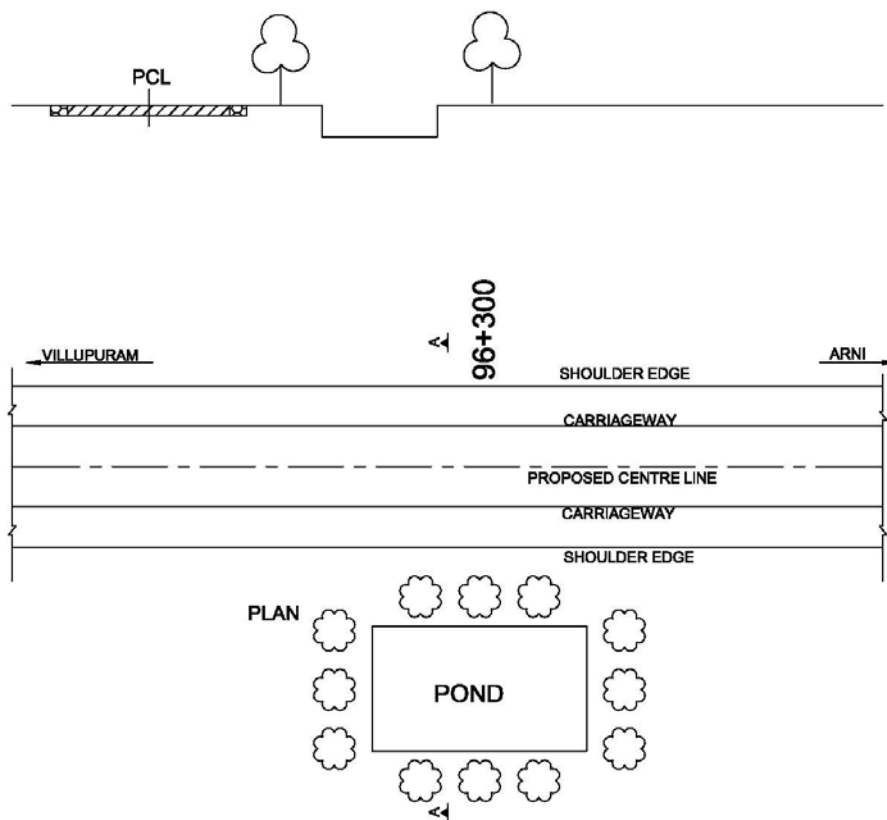 PCL
A
96+300
VILLUPURAM
ARNI
SHOULDER EDGE
CARRIAGEWAY
PROPOSED CENTRE LINE
CARRIAGEWAY
SHOULDER EDGE
PLAN
POND
A